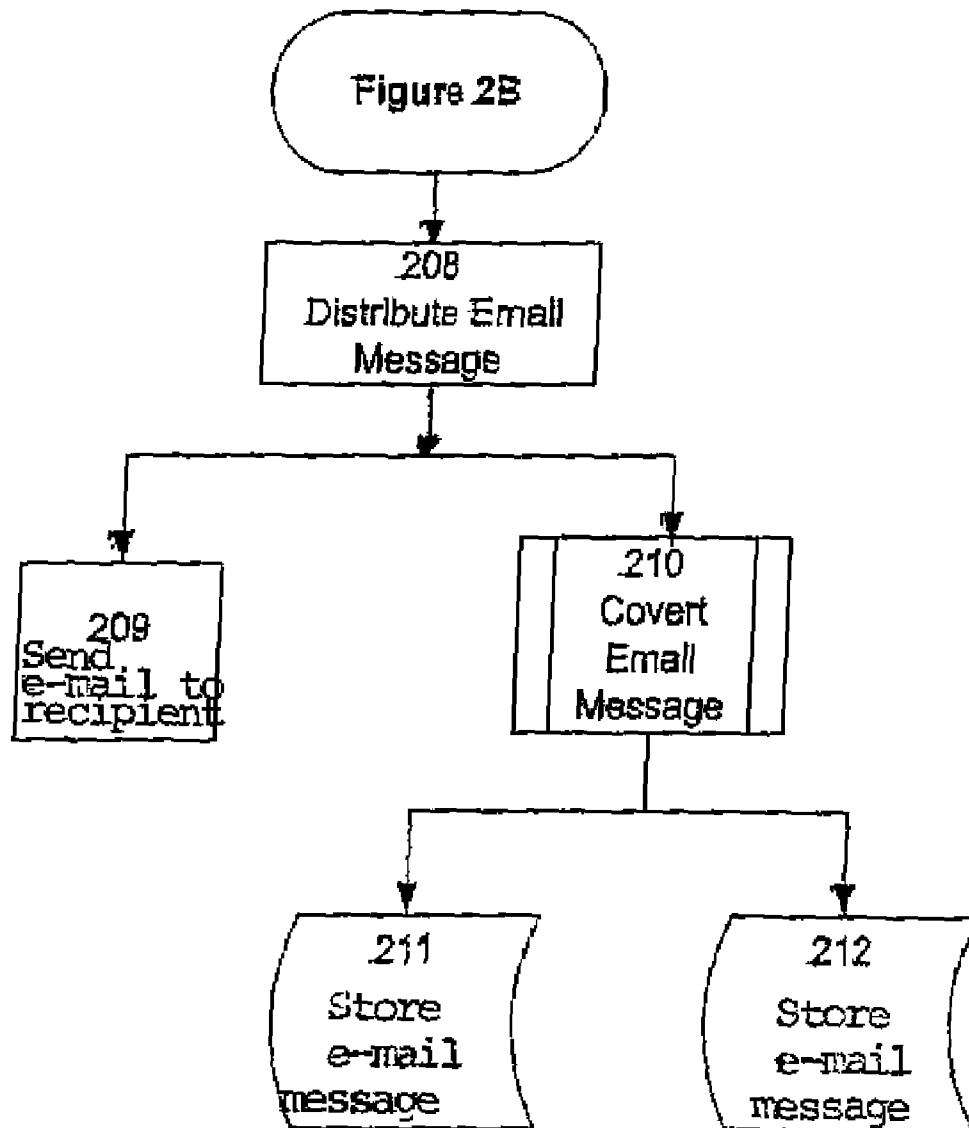 Figure 2B
208
Distribute Email
Message
209
Send
e-mail to
recipient
210
Covert
Email
Message
211
Store
e-mail
message
212
Store
e-mail
message